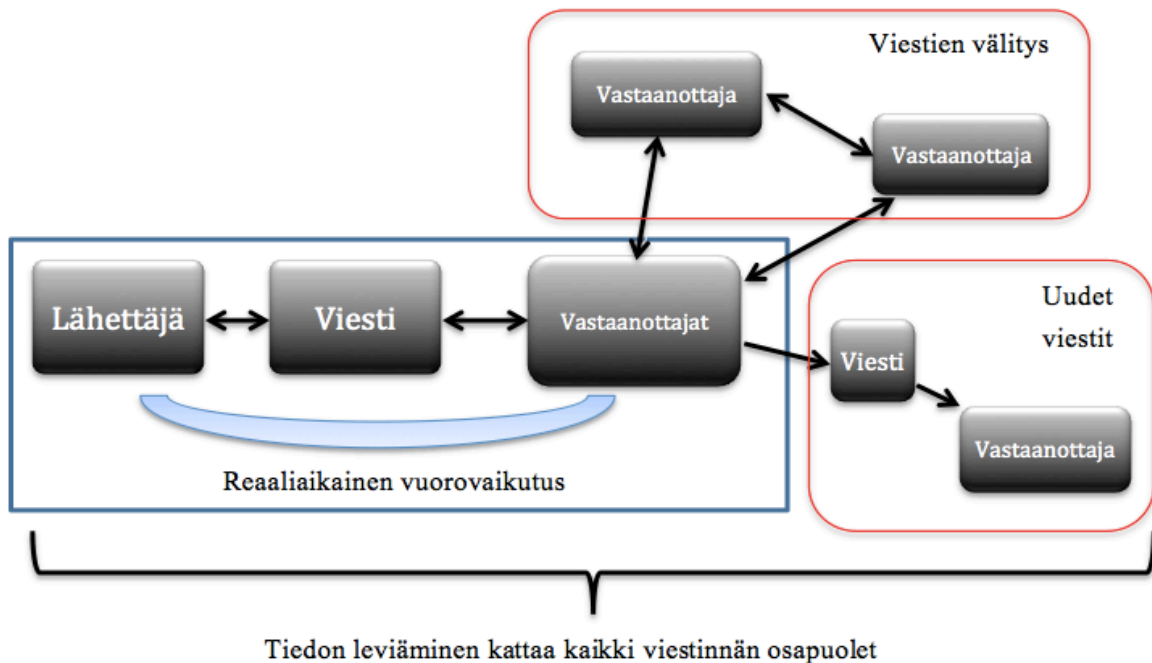 Viestien välitys
Vastaanottaja
Vastaanottaja
Lähettäjä
Viesti
Vastaanottajat
Reaaliaikainen vuorovaikutus
Uudet
viestit
Viesti
Vastaanottaja
Tiedon leviäminen kattaa kaikki viestinnän osapuolet